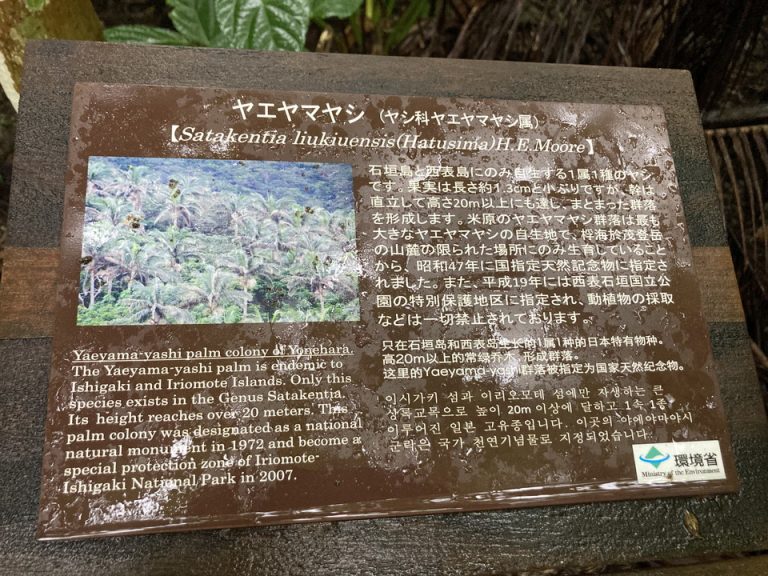 ヤエヤマヤシ（ヤシ科ヤエヤマヤシ属）
【Satakentia liukiuensis(Hatusima)H.E.Moore】
石垣島と西表島にのみ自生する1属1種のヤシ
です。果実は長さ約1.3cmと小ぶりですが、幹は
直立して高さ20m以上にも達し、まとまった群落
を形成します。米原のヤエヤマヤシ群落は最も
大きなヤエヤマヤシの自生地で、桴海於茂登岳
の山麓の限られた場所にのみ生育していること
から、昭和47年に国指定天然記念物に指定さ
れました。また、平成19年には西表石垣国立公
園の特別保護地区に指定され、動植物の採取
などは一切禁止されております。
Yaeyama-yashi palm colony of Yonehara.
The Yaeyama-yashi palm is endemic to
Ishigaki and Iriomote Islands. Only this
species exists in the Genus Satakentia.
Its height reaches over 20 meters. This
palm colony was designated as a national
natural monument in 1972 and become a
special protection zone of Iriomote-
Ishigaki National Park in 2007.
只在石垣岛和西表岛生长的1属1种的日本特有物种。
高20m以上的常绿乔木，形成群落。
这里的Yaeyama-yashi群落被指定为国家天然纪念物。
이시가키 섬과 이리오모테 섬에만 자생하는 큰
상록교목으로 높이 20m 이상에 달하고 1속 1종
이루어진 일본 고유종입니다. 이곳의 야에야마야시
군락은 국가 천연기념물로 지정되었습니다.
環境省
Ministry of the Environment